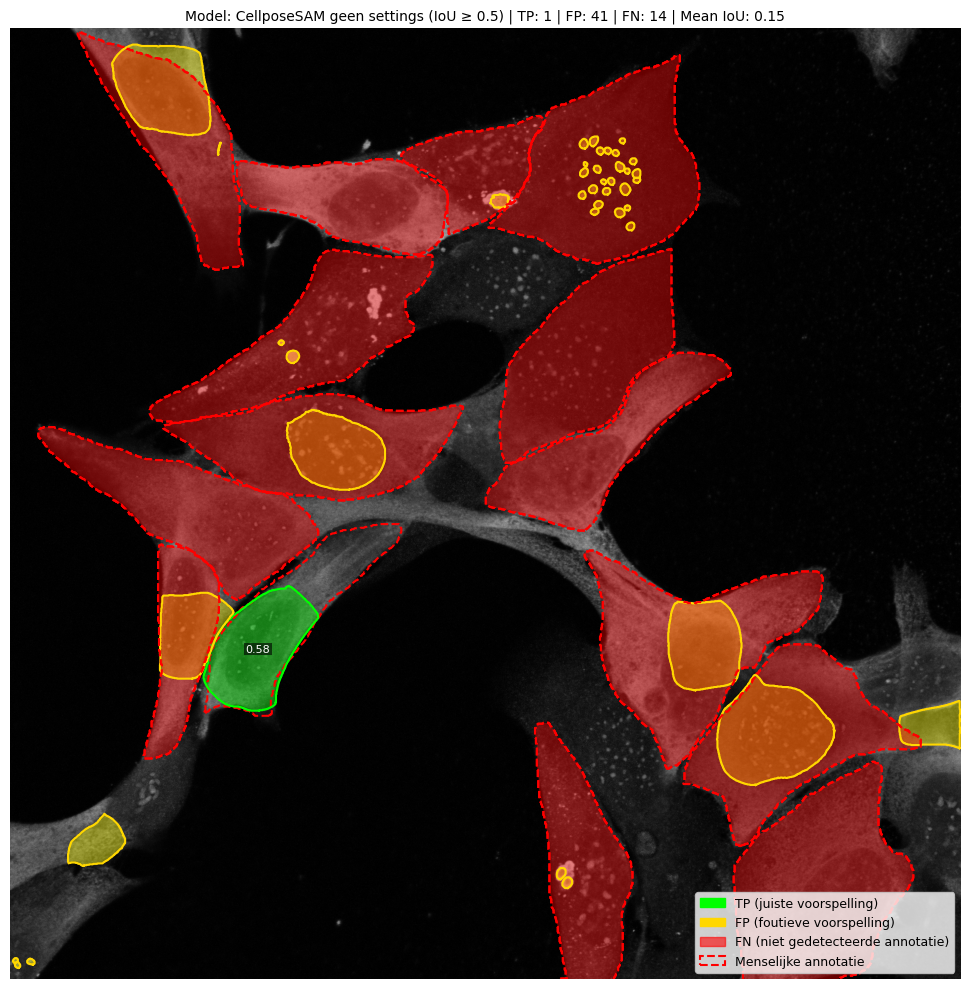 Model: CellposeSAM geen settings (IoU ≥ 0.5) | TP: 1 | FP: 41 | FN: 14 | Mean IoU: 0.15
0.58
TP (juiste voorspelling)
FP (foutieve voorspelling)
FN (niet gedetecteerde annotatie)
Menselijke annotatie